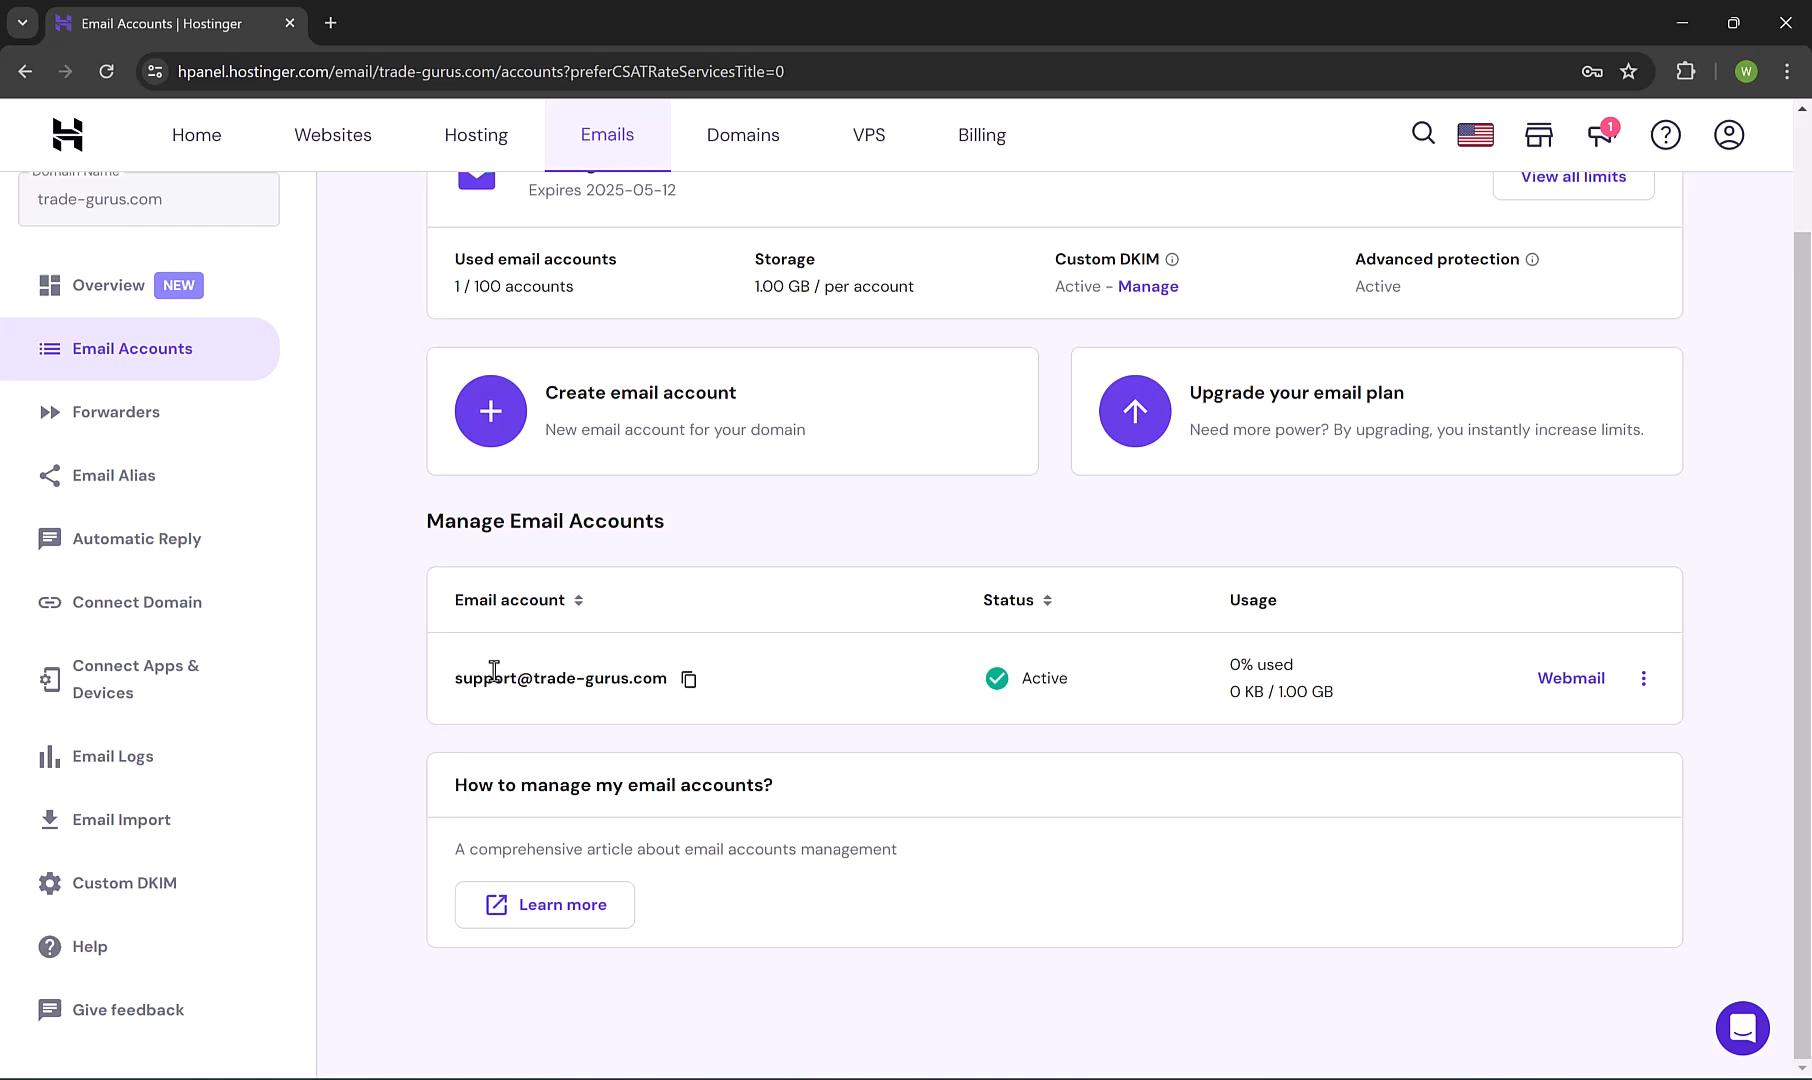 Email Accounts | Hostinger
hpanel.hostinger.com/email/trade-gurus.com/accounts?preferCSATRateServicesTitle=0
W
Home
Websites
Hosting
Emails
Domains
VPS
Billing
1
Domain Name
trade-gurus.com
Overview NEW
Email Accounts
Forwarders
Email Alias
Automatic Reply
Connect Domain
Connect Apps &
Devices
Email Logs
Email Import
Custom DKIM
Help
Give feedback
Expires 2025-05-12
View all limits
Used email accounts
1 / 100 accounts
Storage
1.00 GB / per account
Custom DKIM
Active - Manage
Advanced protection
Active
Create email account
New email account for your domain
Upgrade your email plan
Need more power? By upgrading, you instantly increase limits.
Manage Email Accounts
Email account
Status
Usage
support@trade-gurus.com
Active
0% used
0 KB / 1.00 GB
Webmail
How to manage my email accounts?
A comprehensive article about email accounts management
Learn more